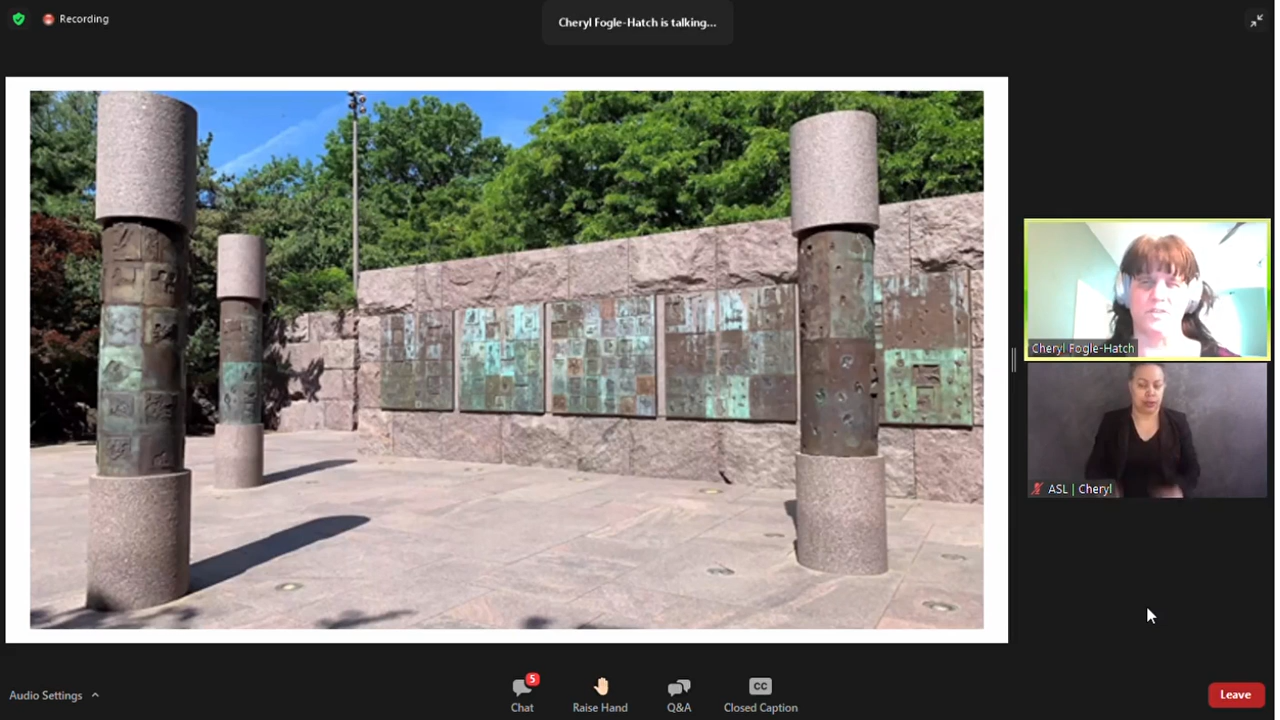 Recording
Cheryl Fogle-Hatch is talking...
Cheryl Fogle-Hatch
ASL | Cheryl
Audio Settings
5
Chat
Raise Hand
Q&A
CC
Closed Caption
Leave